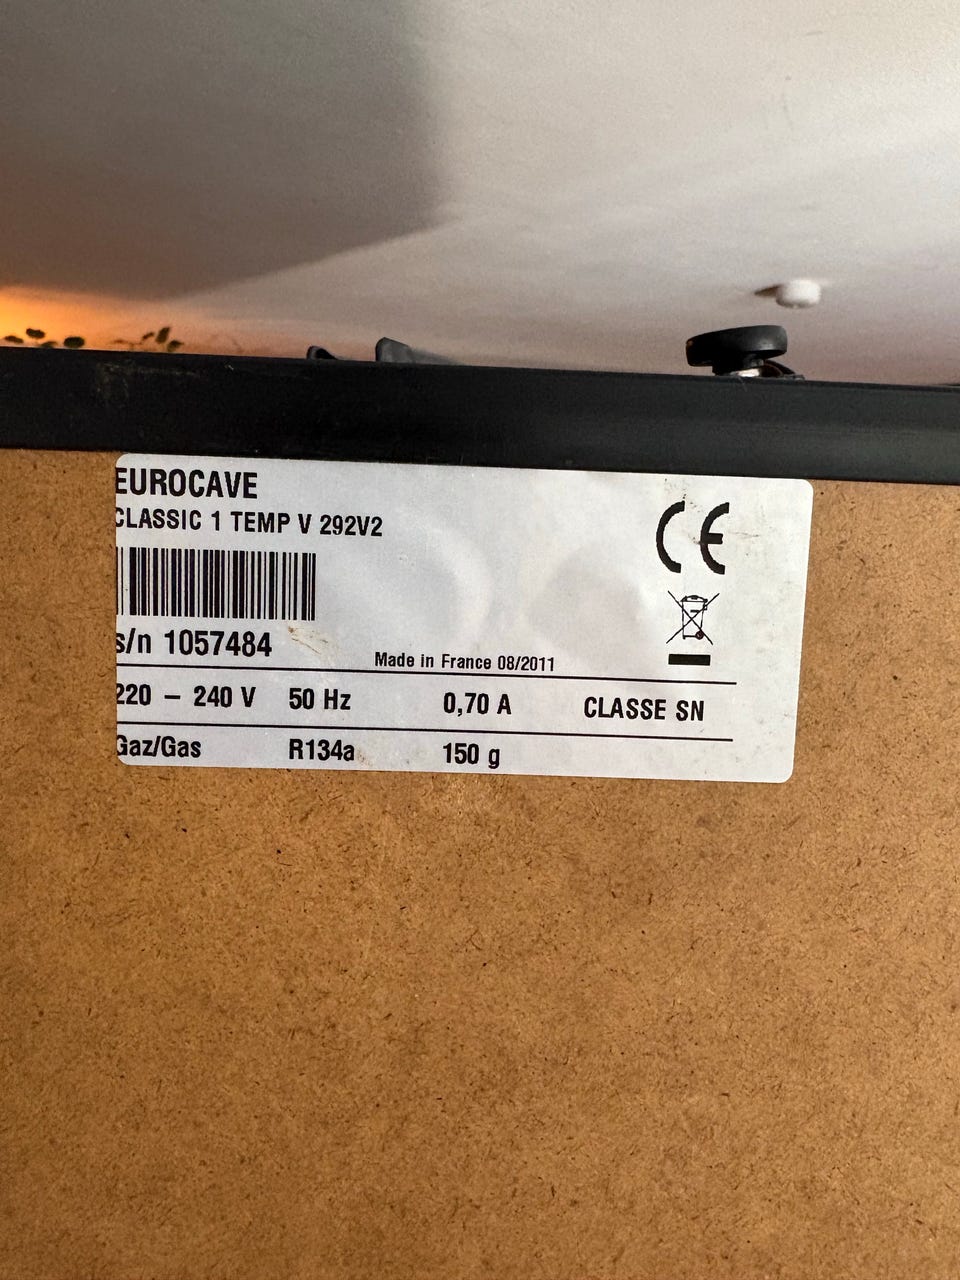 EUROCAVE
CLASSIC 1 TEMP V 292V2
s/n 1057484
Made in France 08/2011
220 – 240 V 50 Hz 0,70 A CLASSE SN
Gaz/Gas R134a 150 g
CE